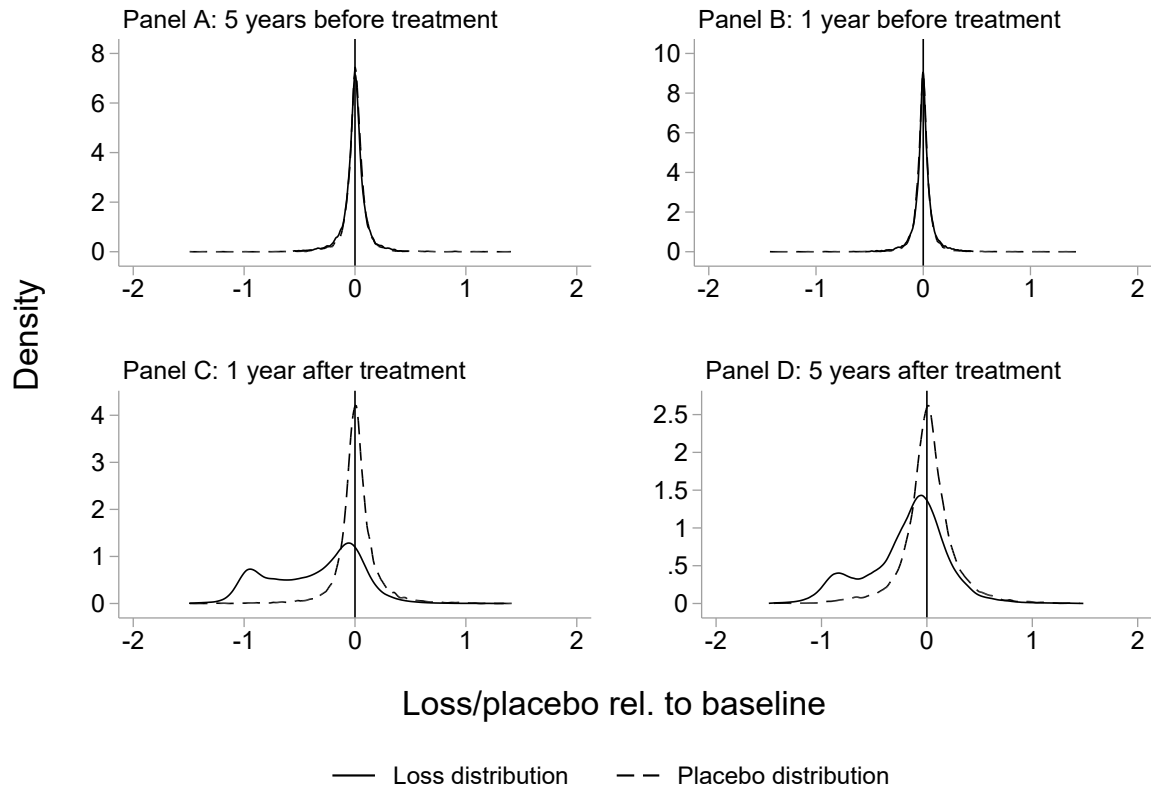 Panel A: 5 years before treatment
8
6
4
2
0
-2 -1 0 1 2
Panel B: 1 year before treatment
10
8
6
4
2
0
-2 -1 0 1 2
Density
Panel C: 1 year after treatment
4
3
2
1
0
-2 -1 0 1 2
Panel D: 5 years after treatment
2.5
2
1.5
1
.5
0
-2 -1 0 1 2
Loss/placebo rel. to baseline
Loss distribution Placebo distribution